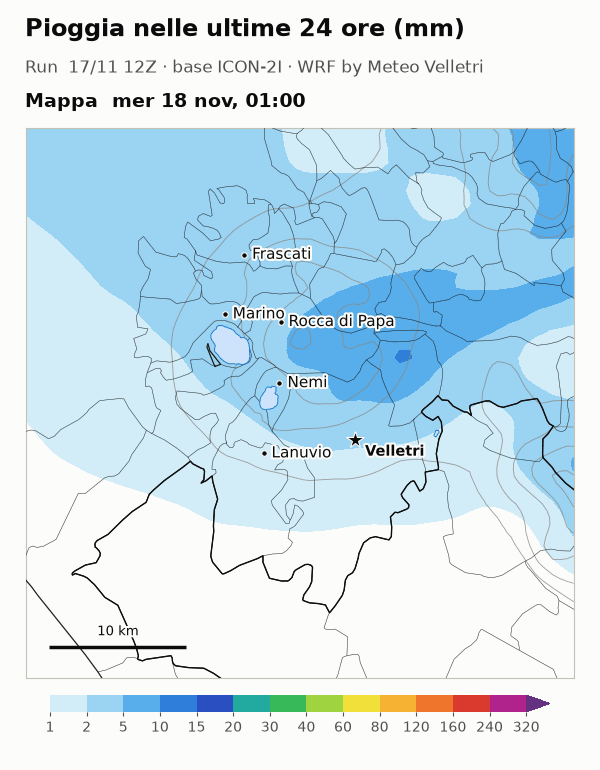 Pioggia nelle ultime 24 ore (mm)
Run  17/11 12Z · base ICON-2I · WRF by Meteo Velletri
Mappa  mer 18 nov, 01:00
Frascati
Marino
Rocca di Papa
Nemi
Velletri
Lanuvio
10 km
1 2 5 10 15 20 30 40 60 80 120 160 240 320